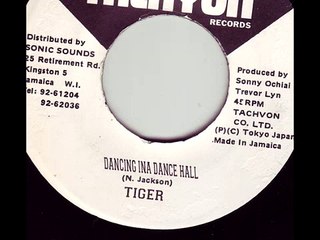 TACHYON
RECORDS
Distributed by
SONIC SOUNDS
25 Retirement Rd.
Kingston 5
Jamaica W.I.
Tel: 92-61204
92-62036
Produced by
Sonny Ochiai
Trevor Lyn
45 RPM
TACHVON
CO. LTD.
(P)(C) Tokyo Japan
Made In Jamaica
DANCING INA DANCE HALL
(N. Jackson)
TIGER